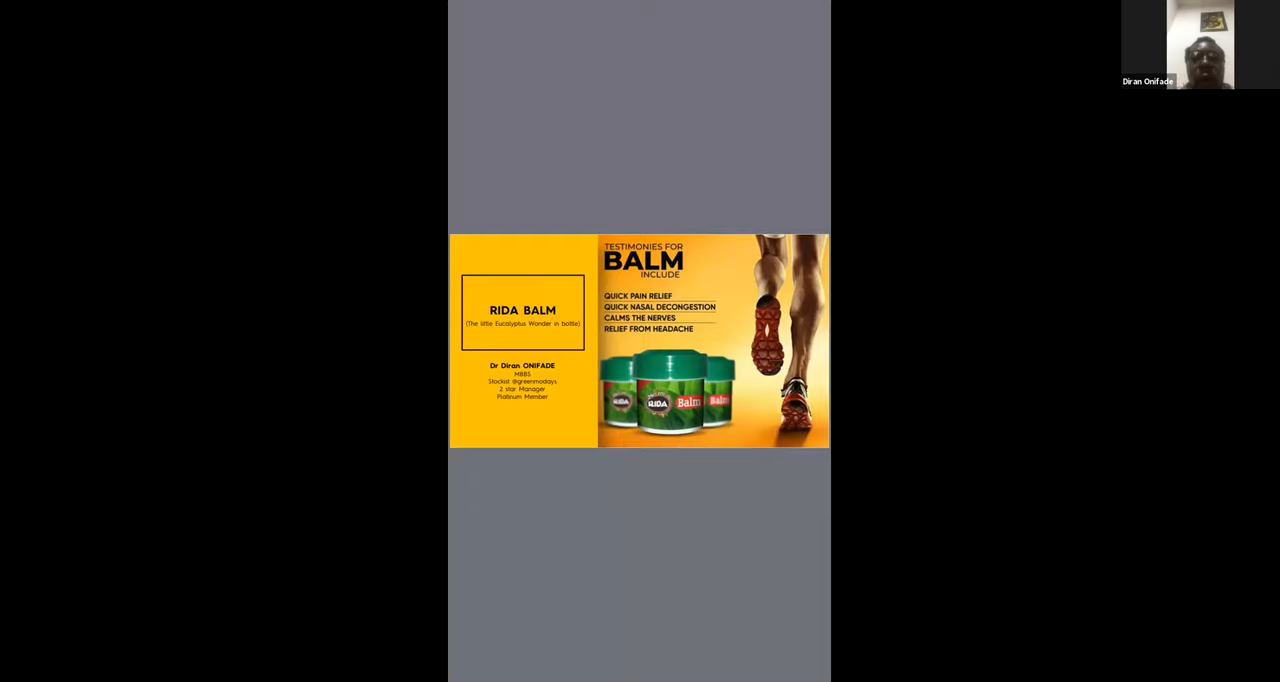 Diran Onifade
RIDA BALM
(The little Eucalyptus Wonder in bottle)
Dr Diran ONIFADE
MBBS
Stockist @greenmodays
2 star Manager
Platinum Member
TESTIMONIES FOR
BALM
INCLUDE
QUICK PAIN RELIEF
QUICK NASAL DECONGESTION
CALMS THE NERVES
RELIEF FROM HEADACHE
RIDA
RIDA Balm
Balm